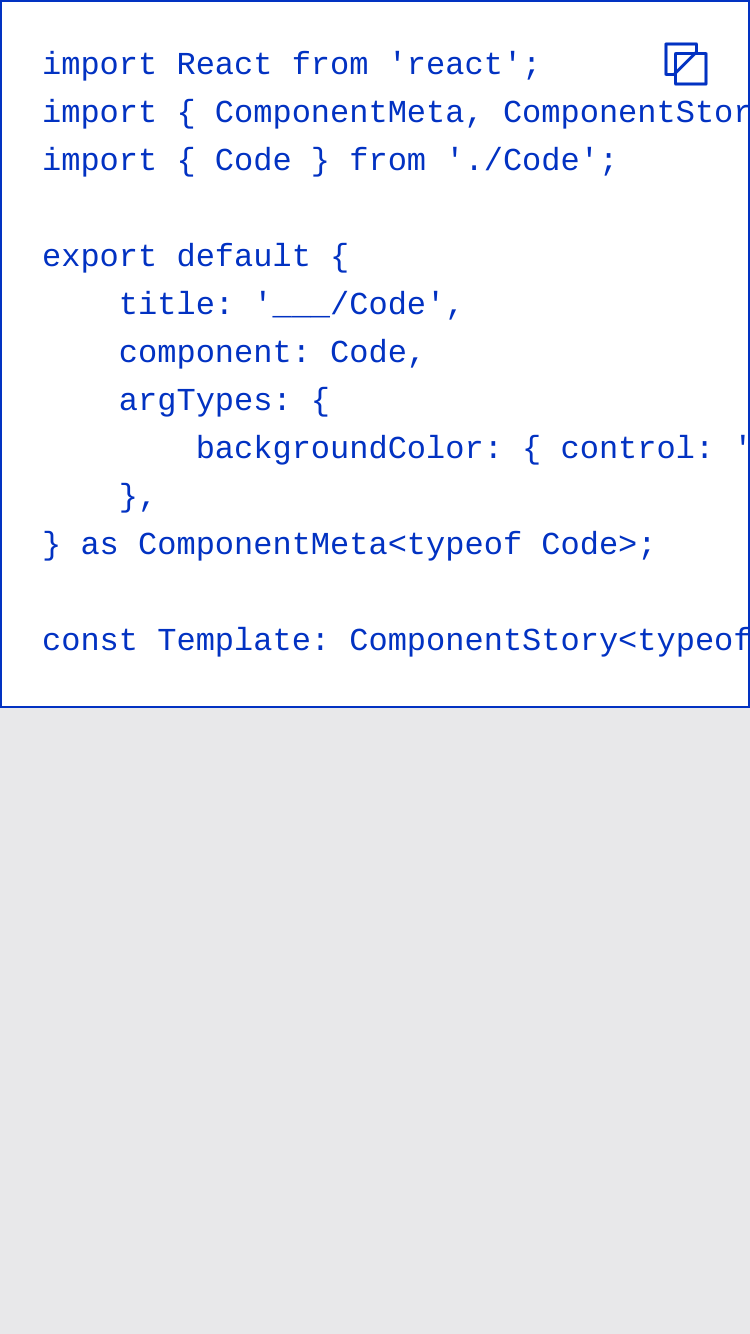 import React from 'react';
import { ComponentMeta, ComponentStor
import { Code } from './Code';
export default {
    title: '___/Code',
    component: Code,
    argTypes: {
        backgroundColor: { control: '
    },
} as ComponentMeta<typeof Code>;
const Template: ComponentStory<typeof